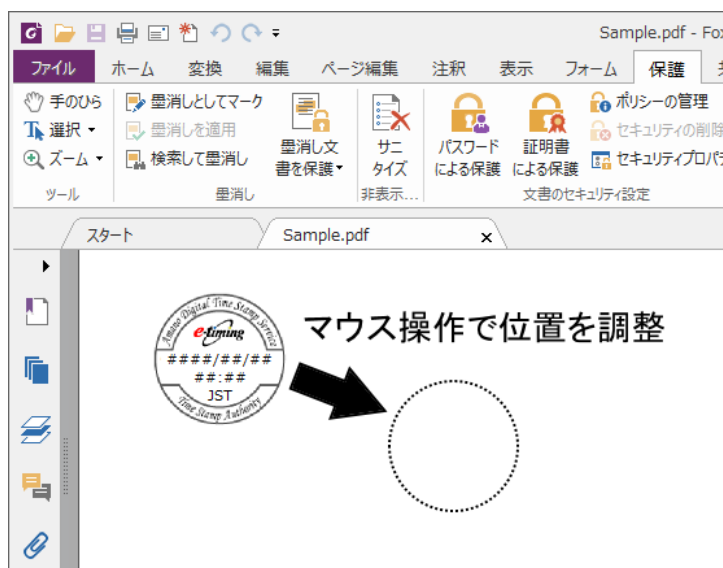 Sample.pdf - Fox
ファイル ホーム 変換 編集 ページ編集 注釈 表示 フォーム 保護
手のひら
選択
ズーム
ツール
墨消しとしてマーク
墨消しを適用
検索して墨消し
墨消し文
書を保護
墨消し
サニ
タイズ
非表示...
パスワード
による保護
証明書
による保護
ポリシーの管理
セキュリティの削除
セキュリティプロパテ
文書のセキュリティ設定
スタート
Sample.pdf x
Amano Digital Time Stamp Service
e-timing
####/##/##
##:##
JST
Time Stamp Authority
マウス操作で位置を調整